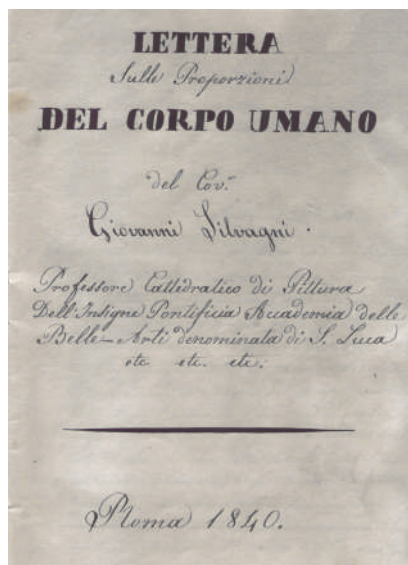 LETTERA
Sulle Proporzioni
DEL CORPO UMANO
del Cav.
Giovanni Silvagni.
Professore Cattidratico di Pittura
Dell'Insigne Pontificia Accademia delle
Belle-Arti denominata di S. Luca
etc etc. etc.
Roma 1840.